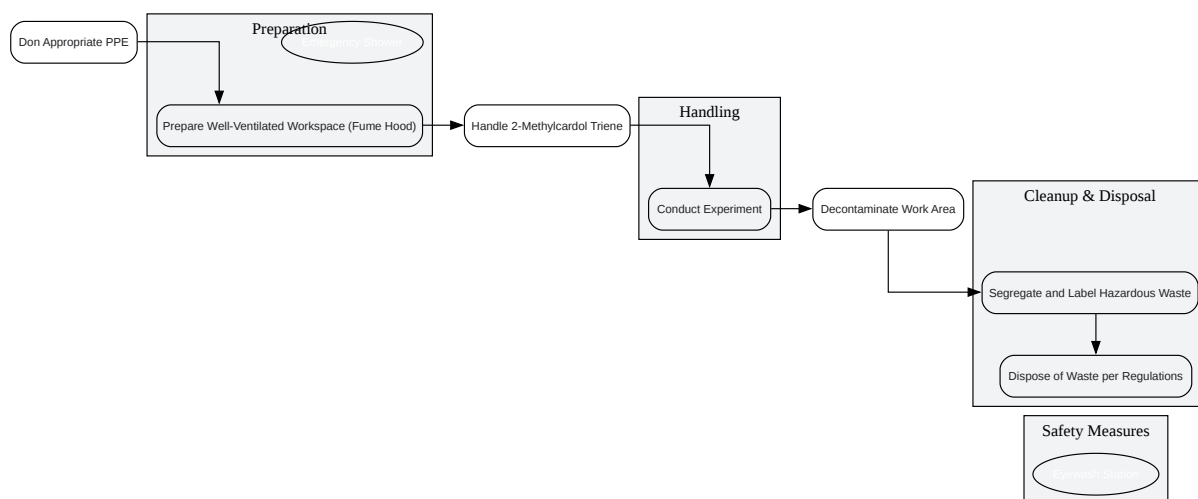 Preparation
Don Appropriate PPE
Emergency Shower
Handling
Prepare Well-Ventilated Workspace (Fume Hood)
Handle 2-Methylcardol Triene
Cleanup & Disposal
Conduct Experiment
Decontaminate Work Area
Segregate and Label Hazardous Waste
Dispose of Waste per Regulations
Safety Measures
Eyewash Station